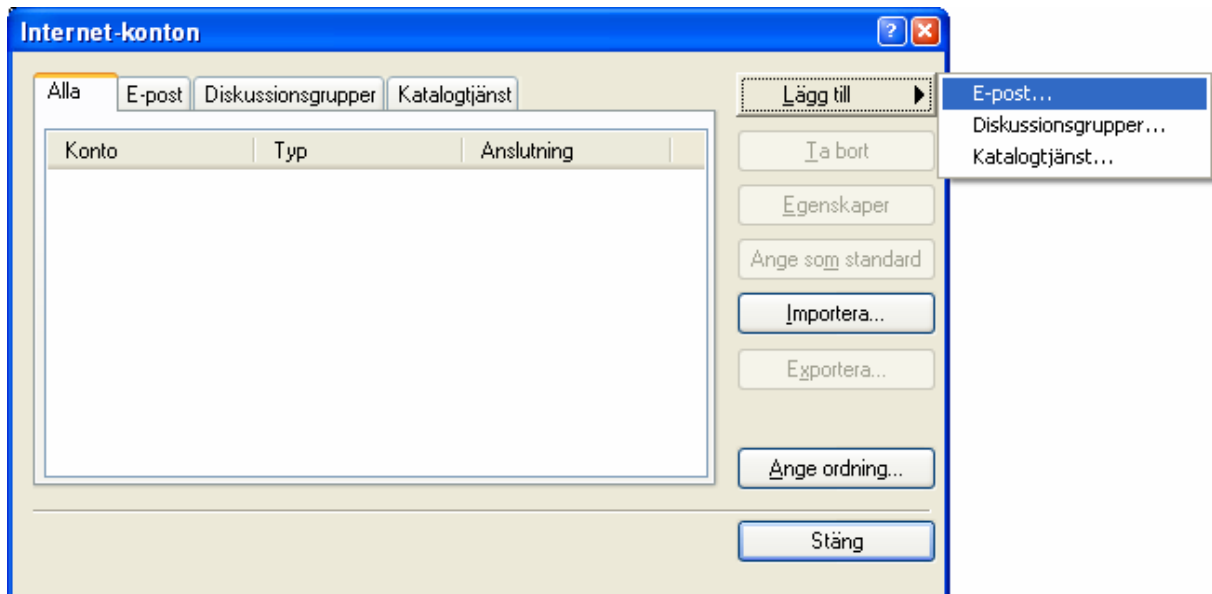 Internet-konton
Alla E-post Diskussionsgrupper Katalogtjänst
Konto Typ Anslutning
Lägg till
Ta bort
Egenskaper
Ange som standard
Importera...
Exportera...
Ange ordning...
Stäng
E-post...
Diskussionsgrupper...
Katalogtjänst...